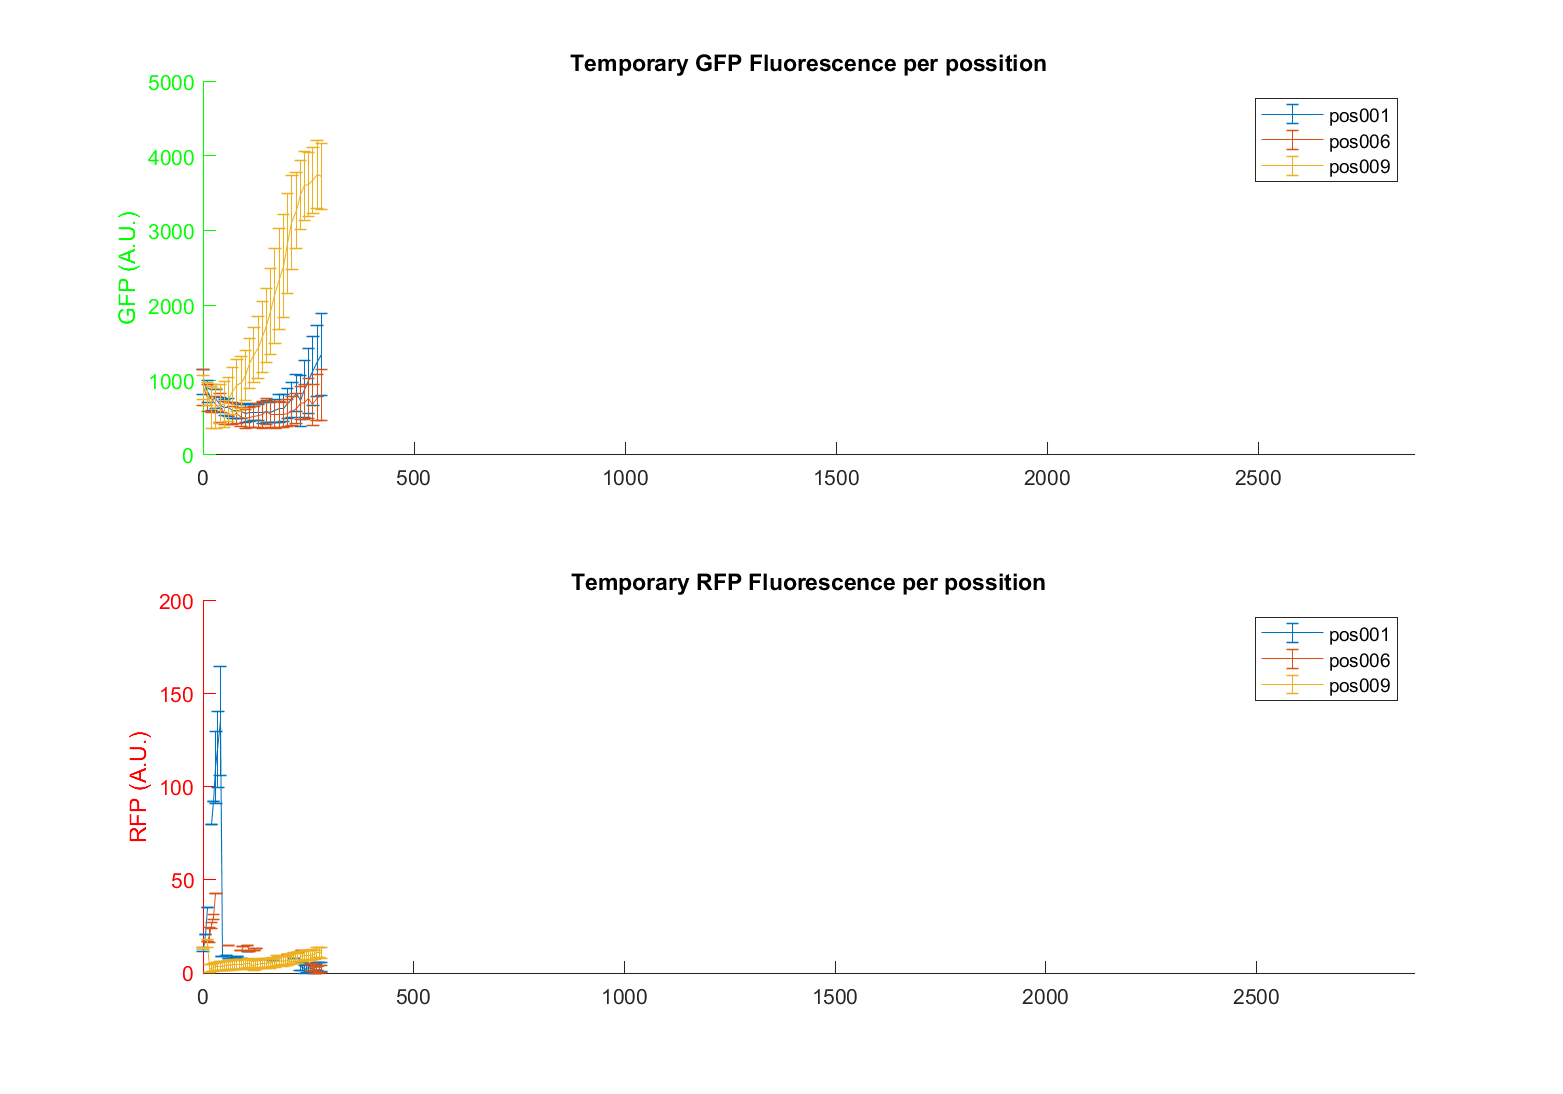 Temporary GFP Fluorescence per possition
5000
4000
3000
2000
1000
0
GFP (A.U.)
pos001
pos006
pos009
0 500 1000 1500 2000 2500
Temporary RFP Fluorescence per possition
200
150
100
50
0
RFP (A.U.)
pos001
pos006
pos009
0 500 1000 1500 2000 2500